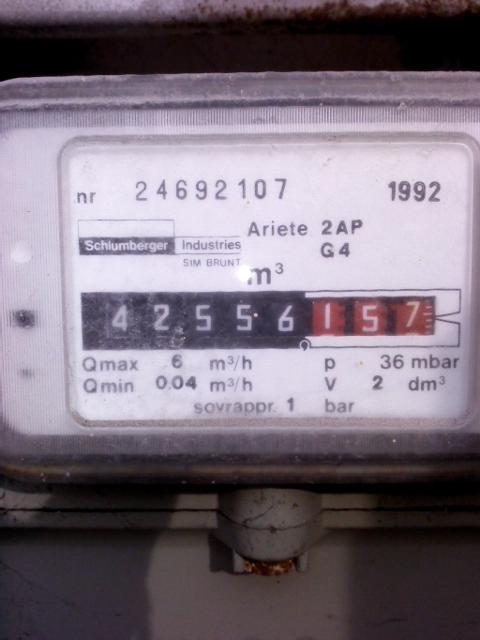 nr 24692107 1992
Ariete 2AP
Schlumberger Industries G4
SIM BRUNT
m³
42556157
Qmax 6 m³/h p 36 mbar
Qmin 0.04 m³/h V 2 dm³
sovrappr. 1 bar